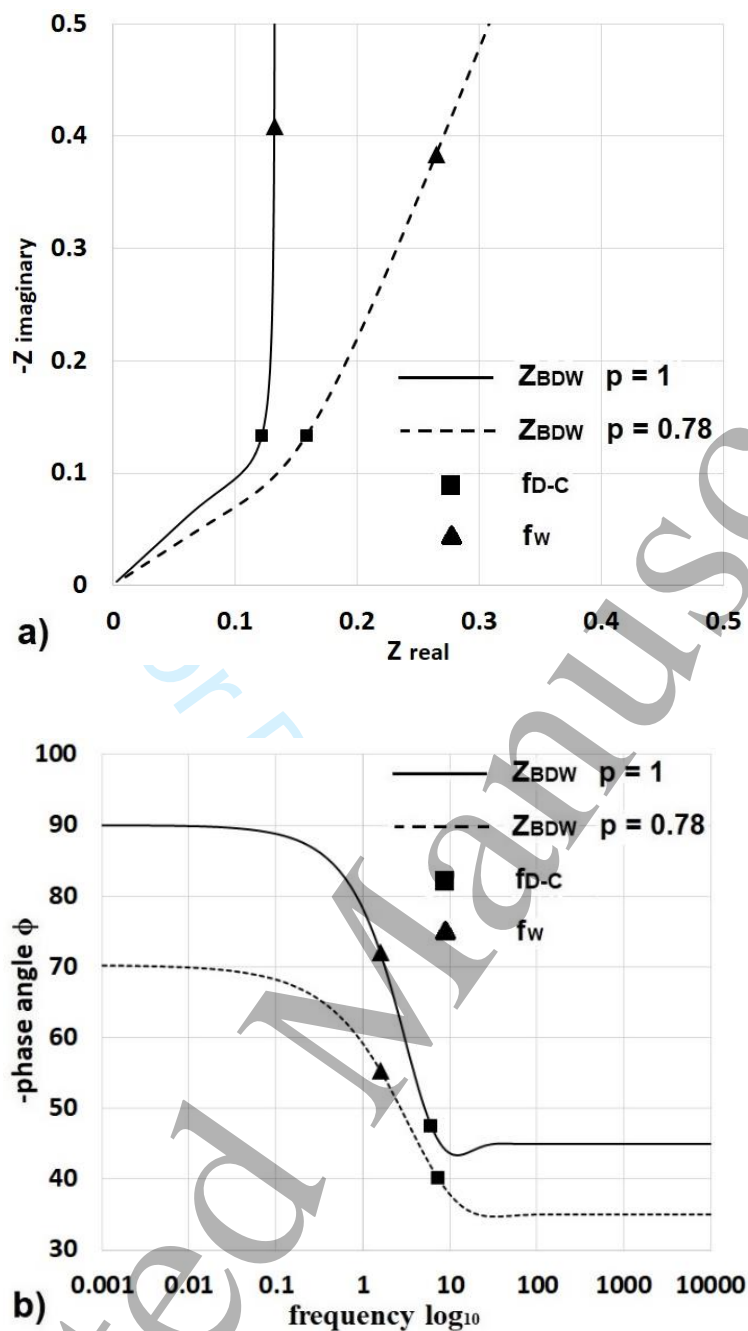 0.5
0.4
0.3
0.2
0.1
0
-Z imaginary
ZBDW p = 1
ZBDW p = 0.78
fD-C
fW
0 0.1 0.2 0.3 0.4 0.5
Z real
a)
100
90
80
70
60
50
40
30
-phase angle ϕ
ZBDW p = 1
ZBDW p = 0.78
fD-C
fW
0.001 0.01 0.1 1 10 100 1000 10000
frequency log10
b)